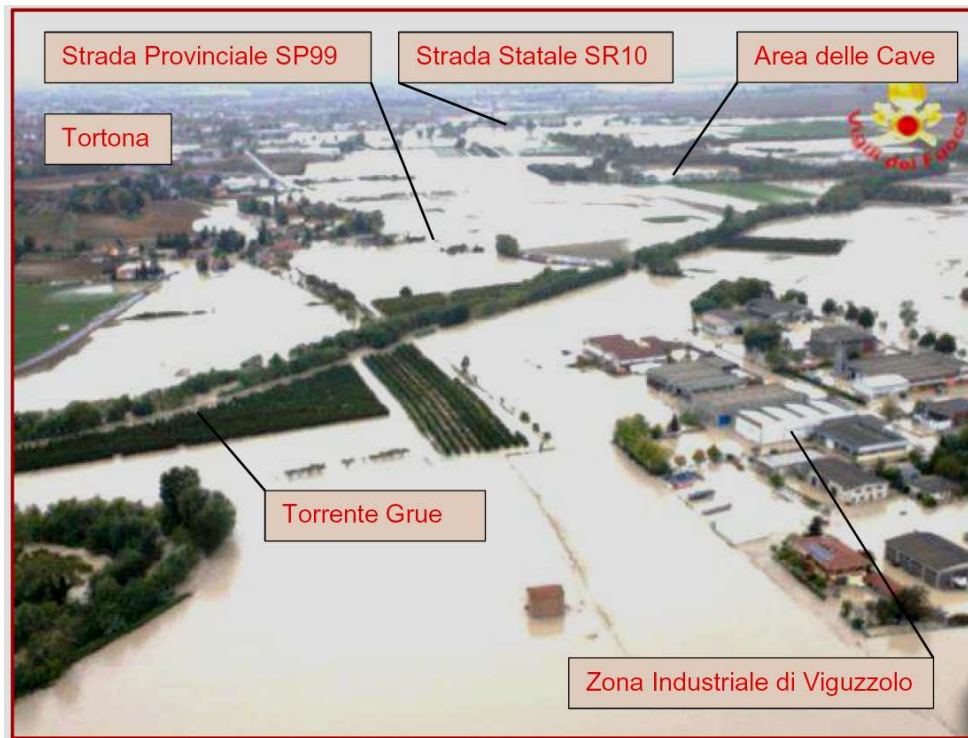 Strada Provinciale SP99
Strada Statale SR10
Area delle Cave
Tortona
Vigili del Fuoco
Torrente Grue
Zona Industriale di Viguzzolo